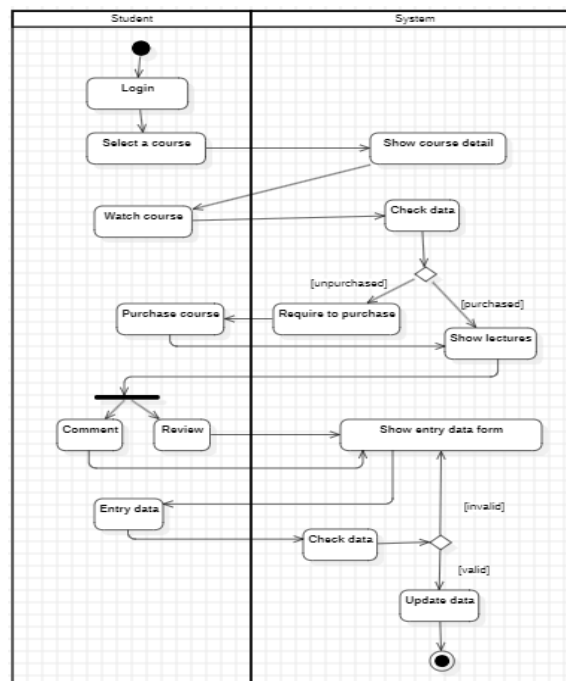 Student
System
Login
Select a course
Show course detail
Watch course
Check data
[unpurchased]
[purchased]
Purchase course
Require to purchase
Show lectures
Comment
Review
Show entry data form
Entry data
[invalid]
Check data
[valid]
Update data